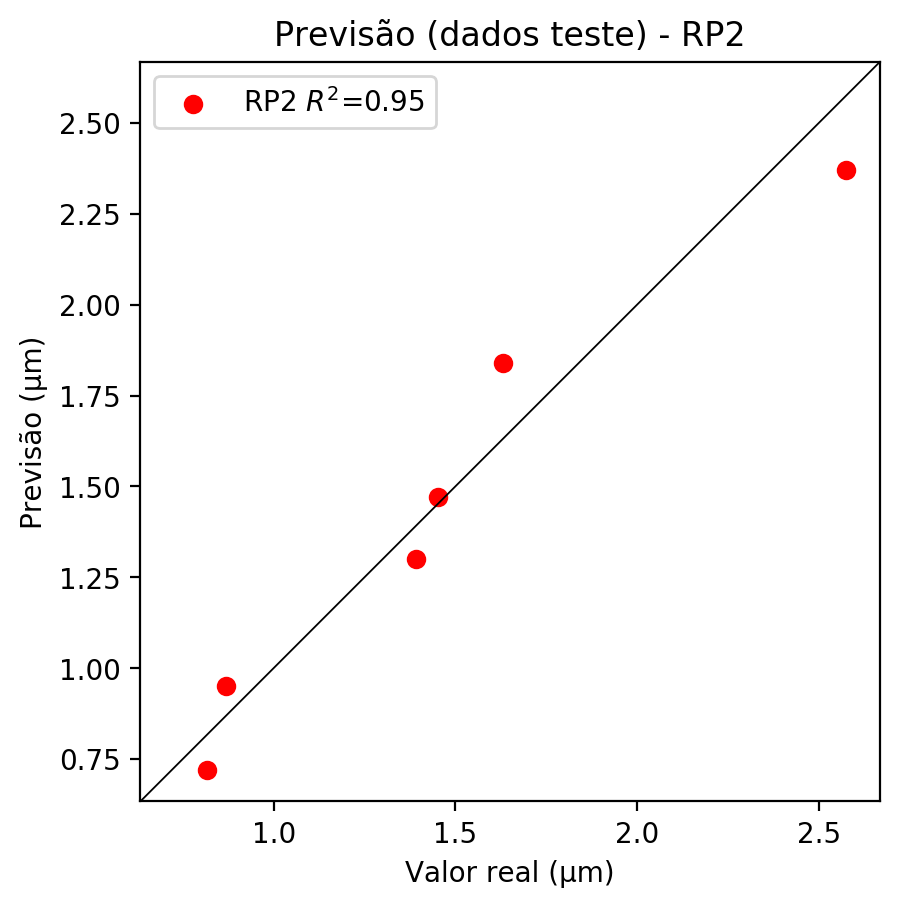 Previsão (dados teste) - RP2
RP2 R²=0.95
2.50
2.25
2.00
1.75
1.50
1.25
1.00
0.75
Previsão (µm)
1.0 1.5 2.0 2.5
Valor real (µm)